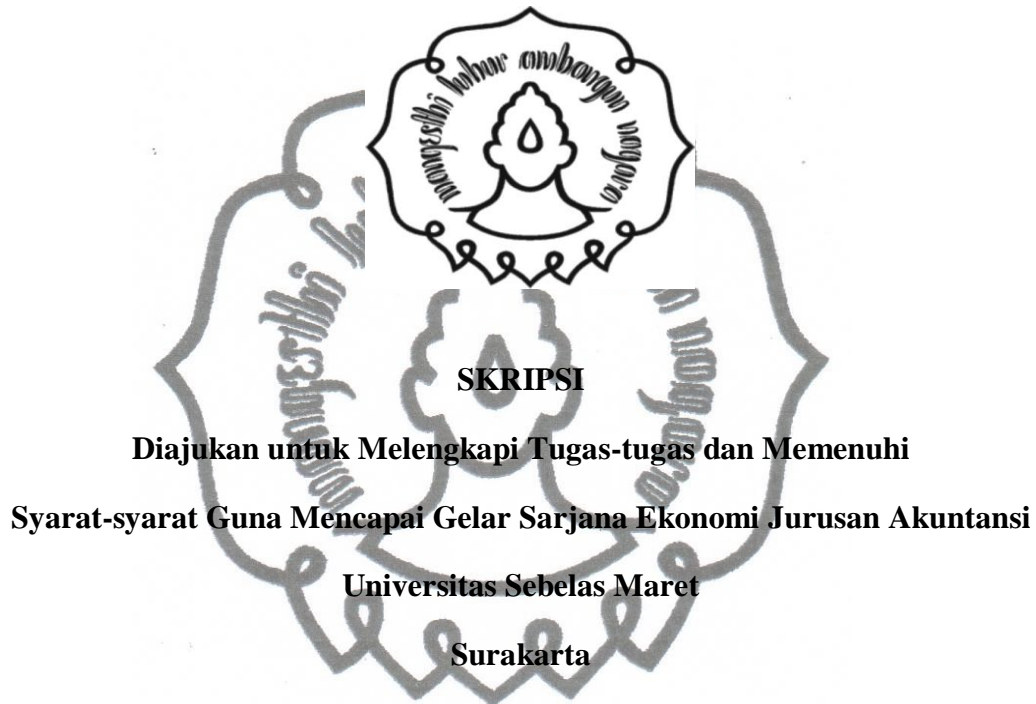 mangesthi luhur ambangun nagara
SKRIPSI
Diajukan untuk Melengkapi Tugas-tugas dan Memenuhi
Syarat-syarat Guna Mencapai Gelar Sarjana Ekonomi Jurusan Akuntansi
Universitas Sebelas Maret
Surakarta